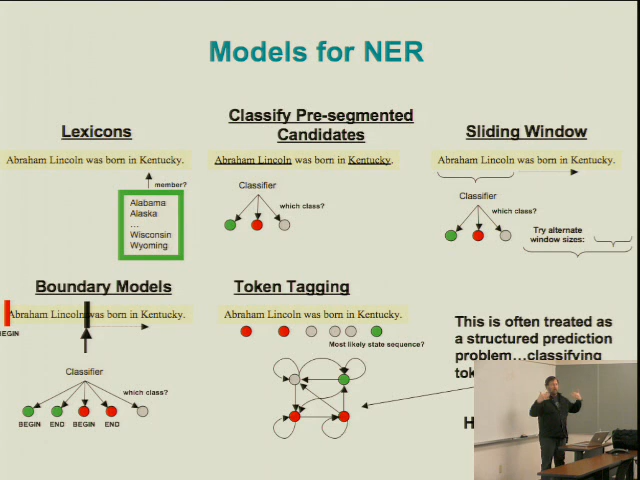 Models for NER
Lexicons
Abraham Lincoln was born in Kentucky.
member?
Alabama
Alaska
...
Wisconsin
Wyoming
Classify Pre-segmented
Candidates
Abraham Lincoln was born in Kentucky.
Classifier
which class?
Sliding Window
Abraham Lincoln was born in Kentucky.
Classifier
which class?
Try alternate
window sizes:
Boundary Models
Abraham Lincoln was born in Kentucky.
BEGIN
Classifier
which class?
BEGIN END BEGIN END
Token Tagging
Abraham Lincoln was born in Kentucky.
Most likely state sequence?
This is often treated as
a structured prediction
problem...classifying